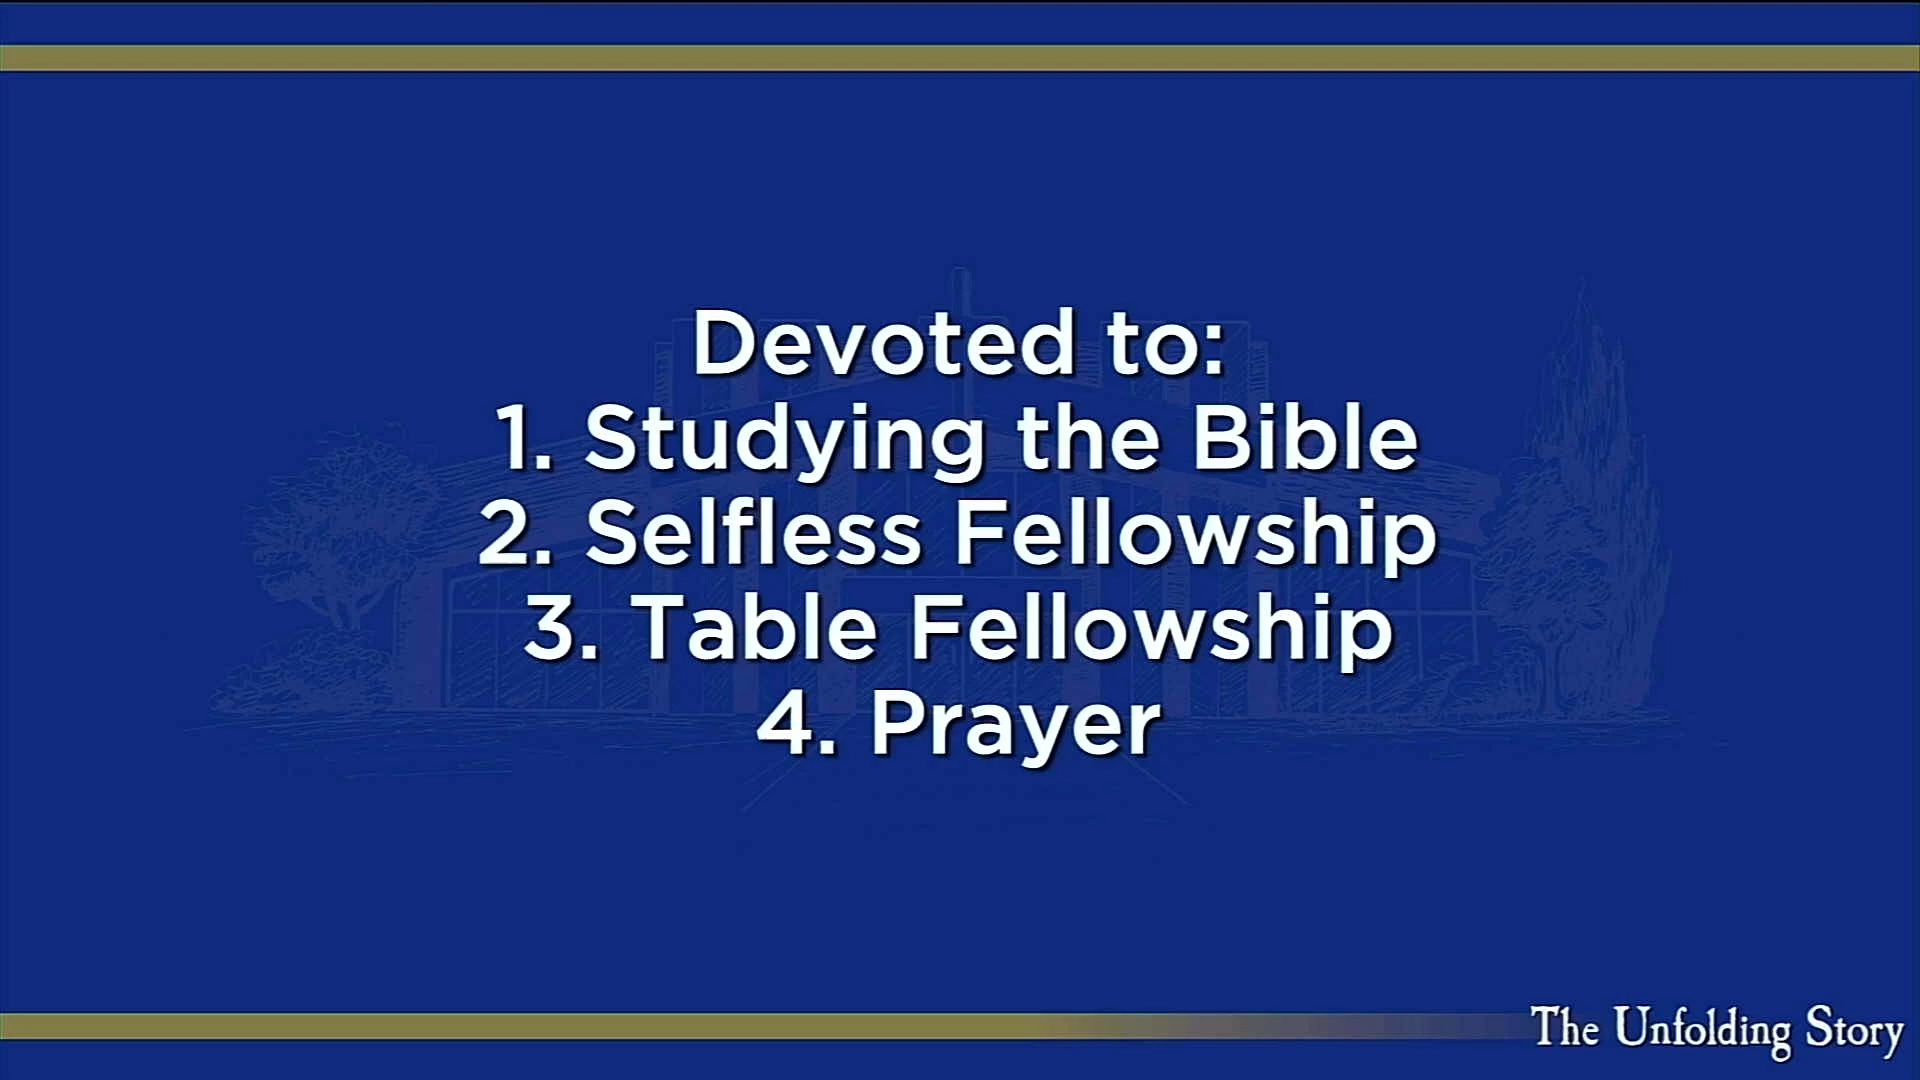 Devoted to:
1. Studying the Bible
2. Selfless Fellowship
3. Table Fellowship
4. Prayer
The Unfolding Story